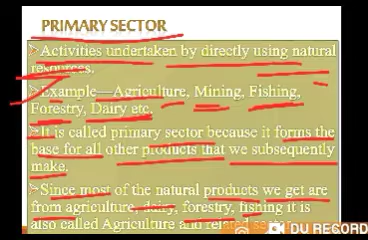 PRIMARY SECTOR
➢Activities undertaken by directly using natural
resources.
➢Example—Agriculture, Mining, Fishing,
Forestry, Dairy etc.
➢It is called primary sector because it forms the
base for all other products that we subsequently
make.
➢Since most of the natural products we get are
from agriculture, dairy, forestry, fishing it is
also called Agriculture and related
DU RECORD